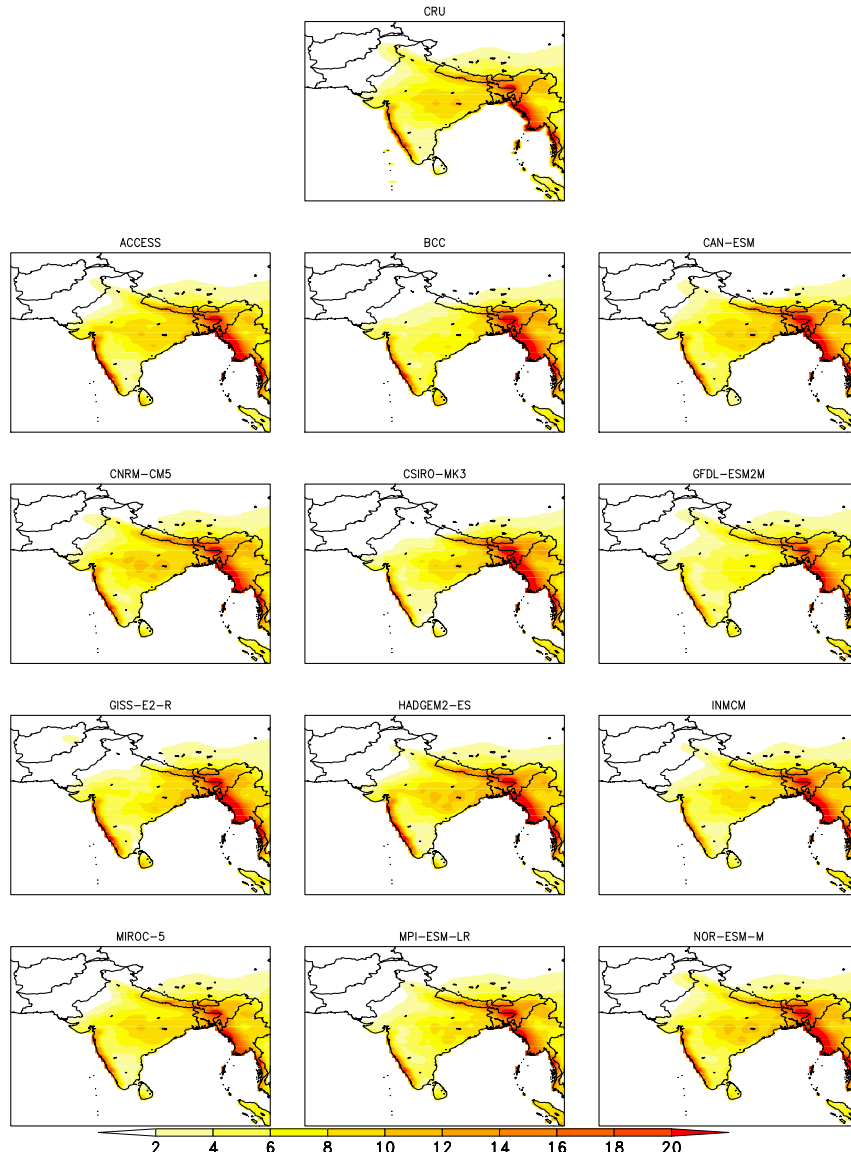 CRU
ACCESS BCC CAN-ESM
CNRM-CM5 CSIRO-MK3 GFDL-ESM2M
GISS-E2-R HADGEM2-ES INMCM
MIROC-5 MPI-ESM-LR NOR-ESM-M
2 4 6 8 10 12 14 16 18 20